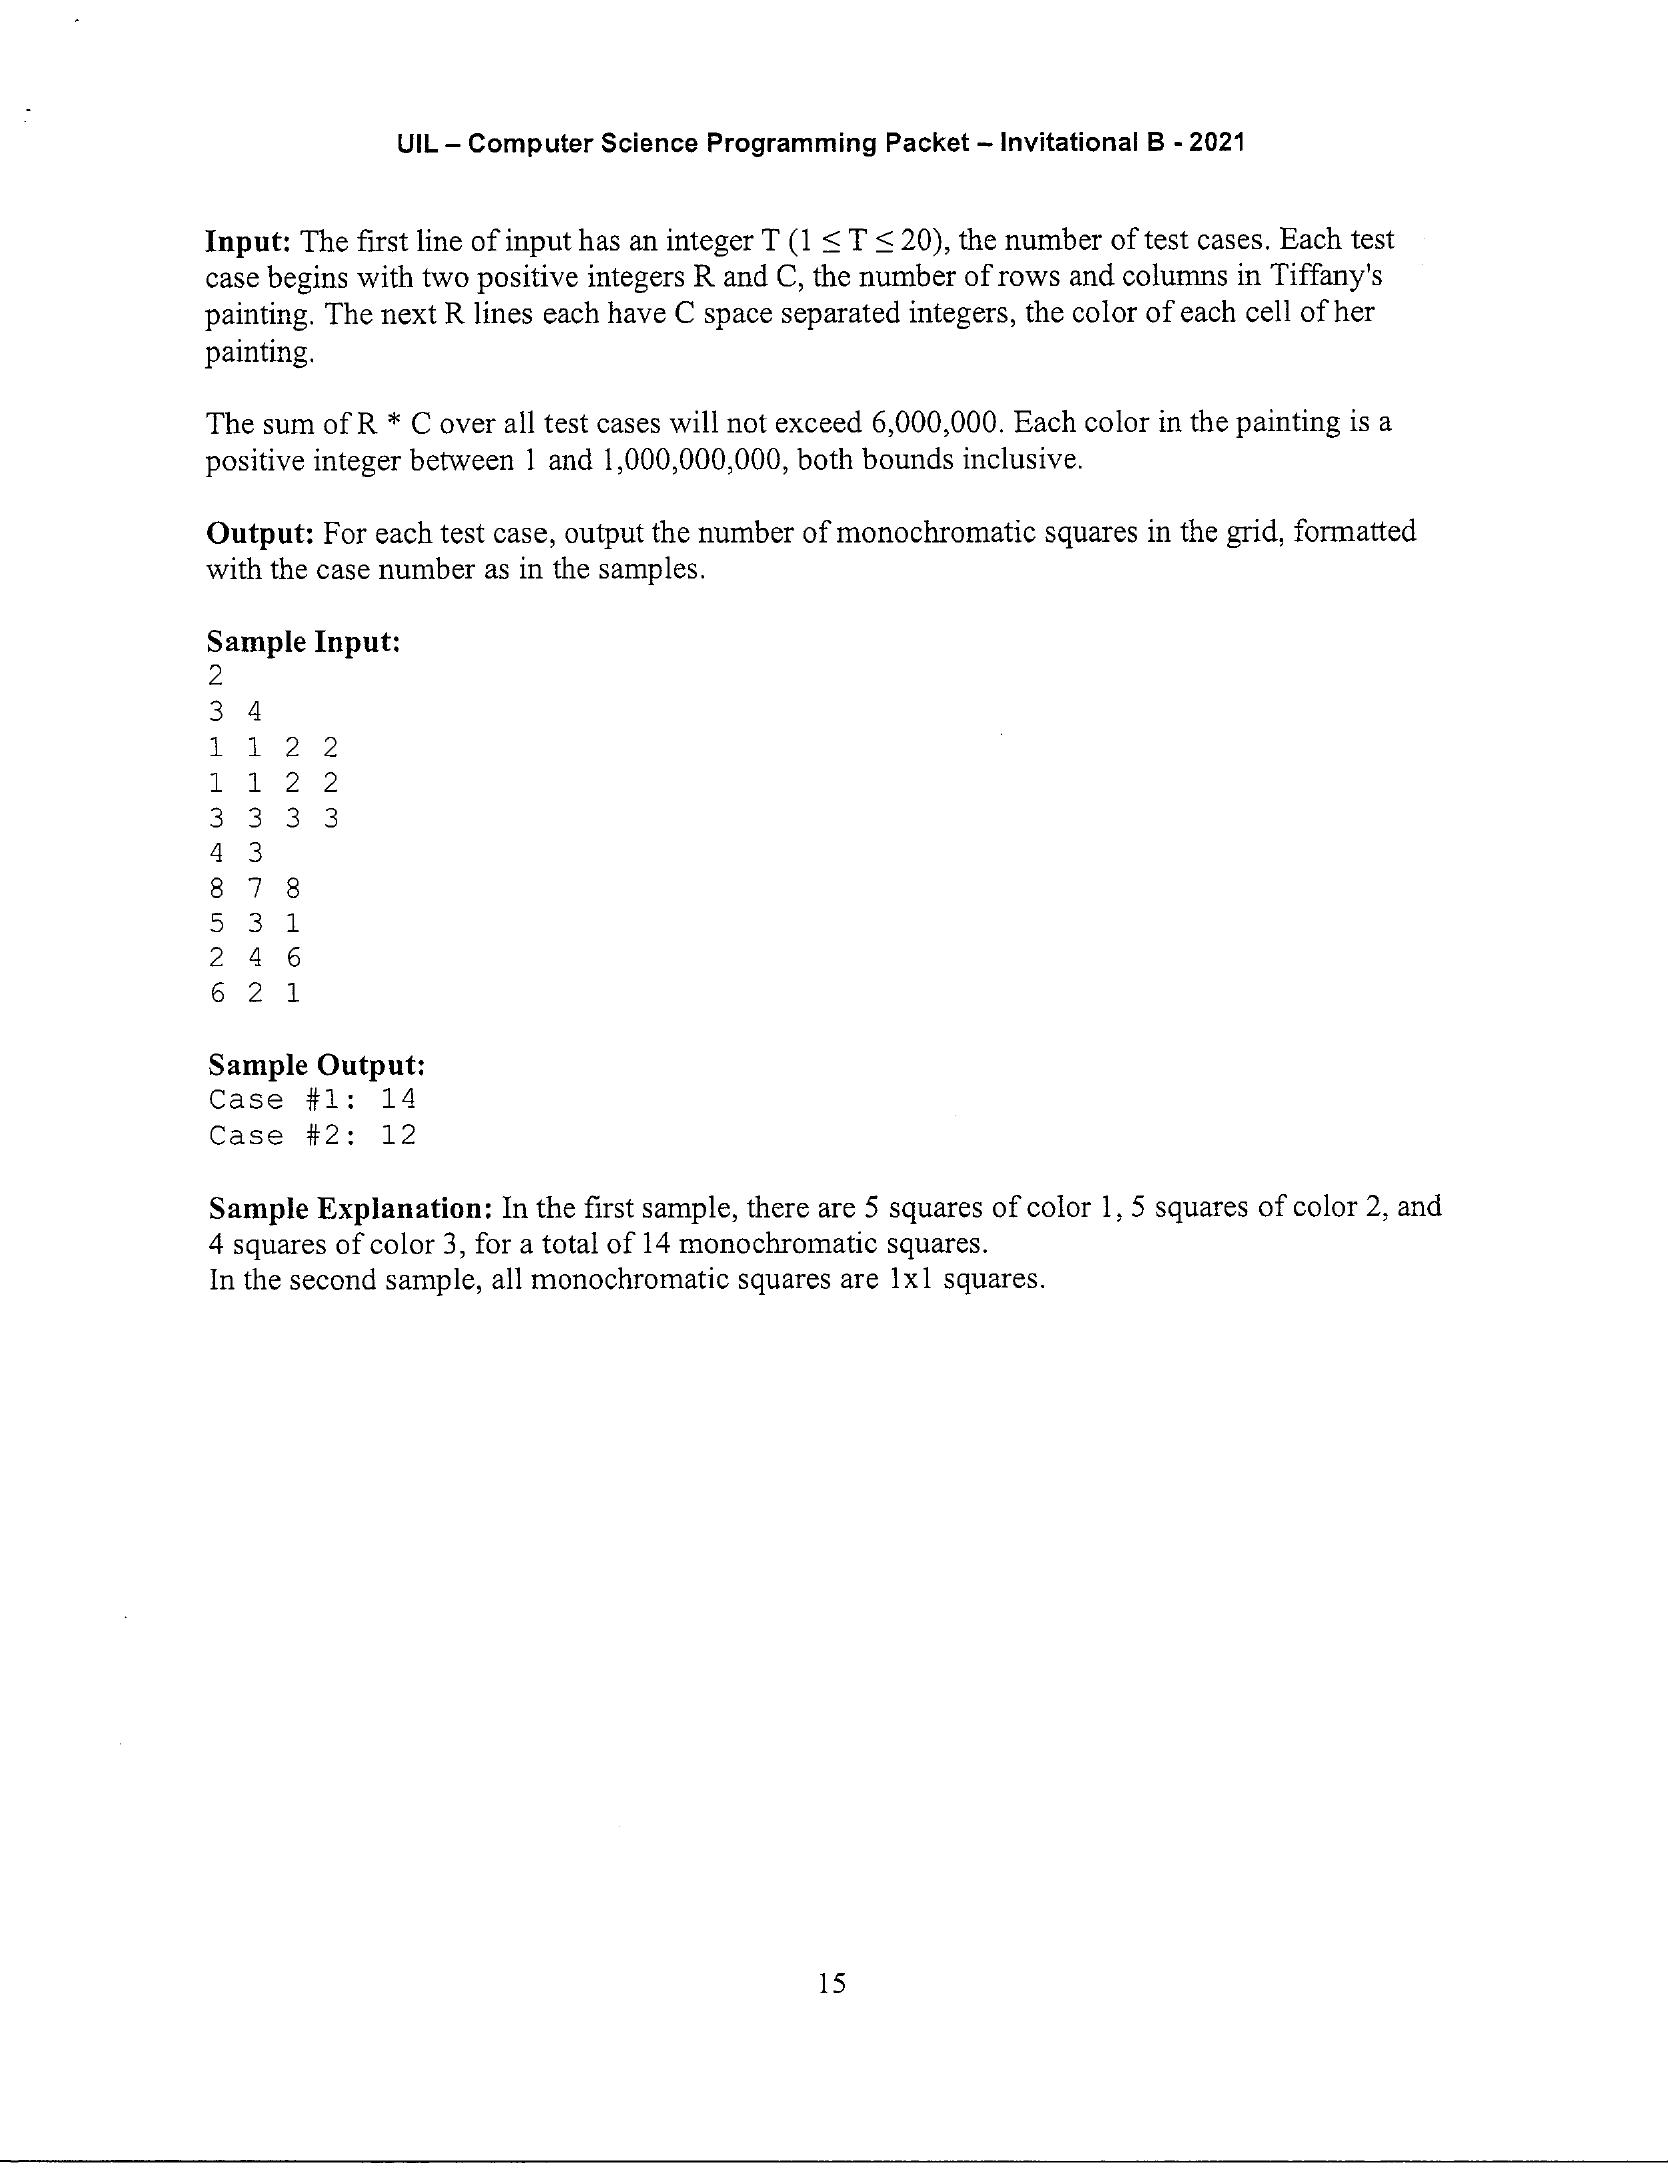 UIL – Computer Science Programming Packet – Invitational B - 2021
Input: The first line of input has an integer T (1 ≤ T ≤ 20), the number of test cases. Each test
case begins with two positive integers R and C, the number of rows and columns in Tiffany's
painting. The next R lines each have C space separated integers, the color of each cell of her
painting.
The sum of R * C over all test cases will not exceed 6,000,000. Each color in the painting is a
positive integer between 1 and 1,000,000,000, both bounds inclusive.
Output: For each test case, output the number of monochromatic squares in the grid, formatted
with the case number as in the samples.
Sample Input:
2
3 4
1 1 2 2
1 1 2 2
3 3 3 3
4 3
8 7 8
5 3 1
2 4 6
6 2 1
Sample Output:
Case #1: 14
Case #2: 12
Sample Explanation: In the first sample, there are 5 squares of color 1, 5 squares of color 2, and
4 squares of color 3, for a total of 14 monochromatic squares.
In the second sample, all monochromatic squares are 1x1 squares.
15